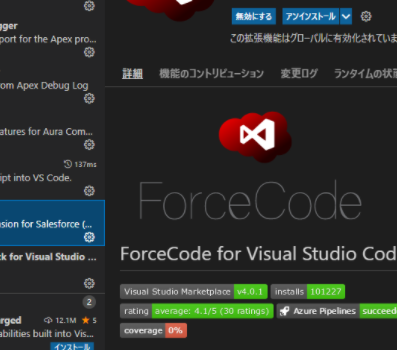 gger
port for the Apex pro...
om Apex Debug Log
atures for Aura Com...
137ms
ipt into VS Code.
nsion for Salesforce (...
k for Visual Studio ...
2
rged 12.1M ★ 5
abilities built into Vis...
インストール
無効にする アンインストール
この拡張機能はグローバルに有効化されていま
詳細 機能のコントリビューション 変更ログ ランタイムの状
ForceCode
ForceCode for Visual Studio Cod
Visual Studio Marketplace v4.0.1 installs 101227
rating average: 4.1/5 (30 ratings) Azure Pipelines succeede
coverage 0%